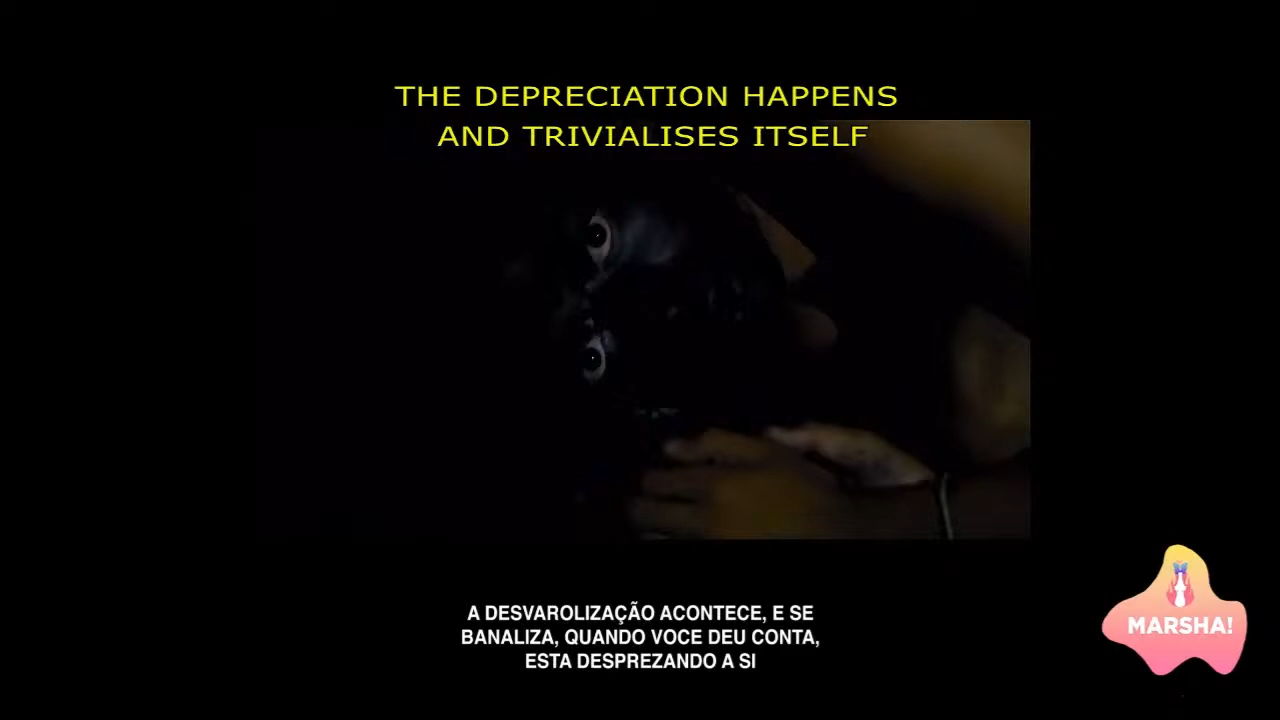 THE DEPRECIATION HAPPENS
AND TRIVIALISES ITSELF
A DESVAROLIZAÇÃO ACONTECE, E SE
BANALIZA, QUANDO VOCE DEU CONTA,
ESTA DESPREZANDO A SI
MARSHA!